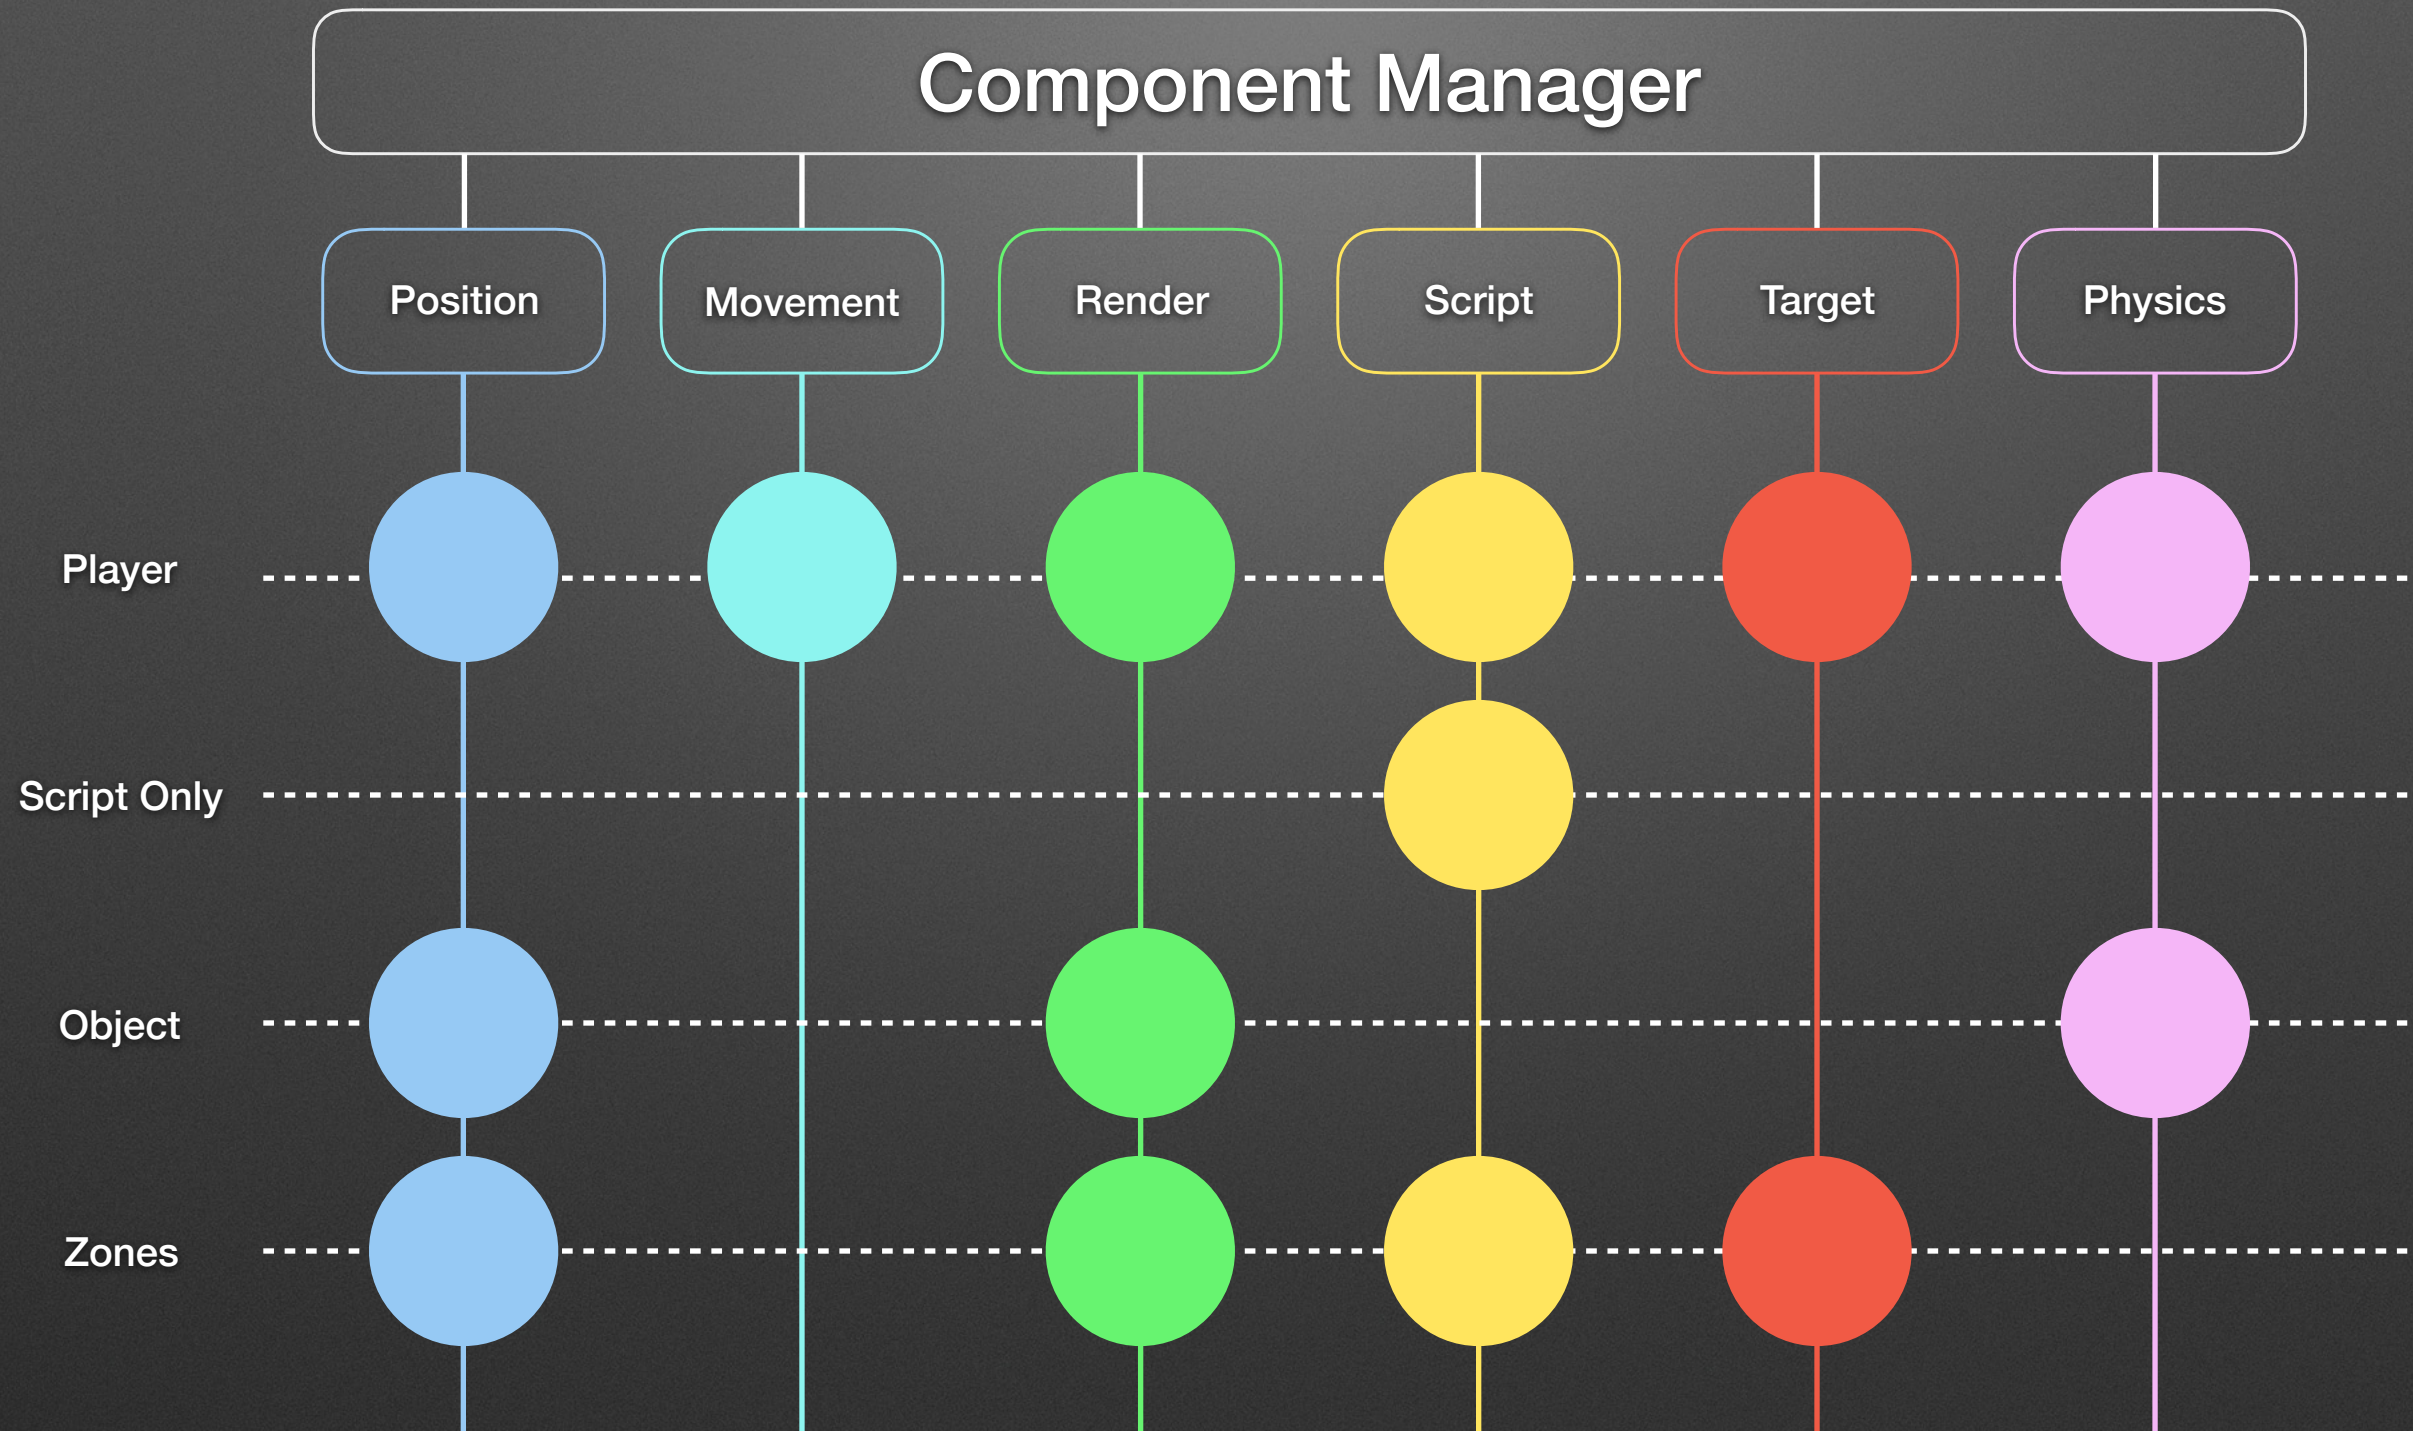 Component Manager
Position
Movement
Render
Script
Target
Physics
Player
Script Only
Object
Zones